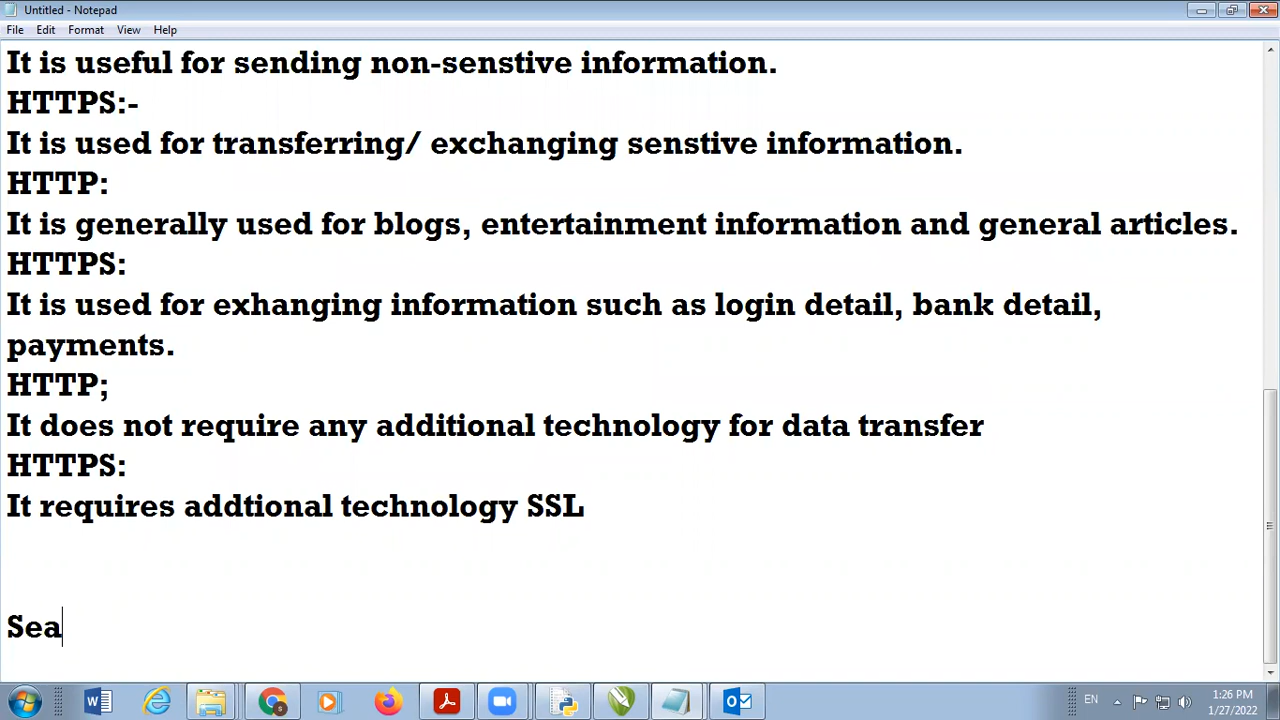 Untitled - Notepad
File Edit Format View Help
It is useful for sending non-senstive information.
HTTPS:-
It is used for transferring/ exchanging senstive information.
HTTP:
It is generally used for blogs, entertainment information and general articles.
HTTPS:
It is used for exhanging information such as login detail, bank detail,
payments.
HTTP;
It does not require any additional technology for data transfer
HTTPS:
It requires addtional technology SSL
Sea
EN
1:26 PM
1/27/2022